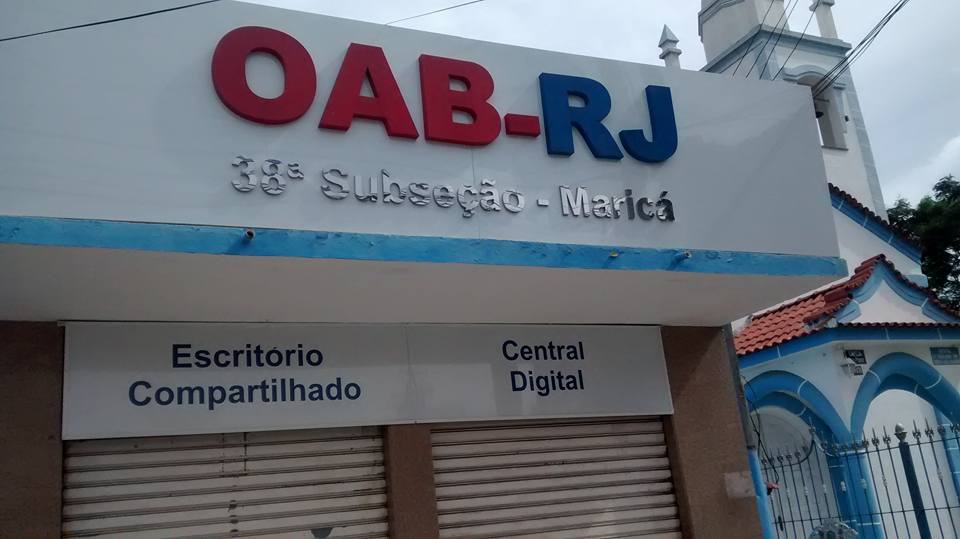 OAB-RJ
38ª Subseção - Maricá
Escritório
Compartilhado
Central
Digital